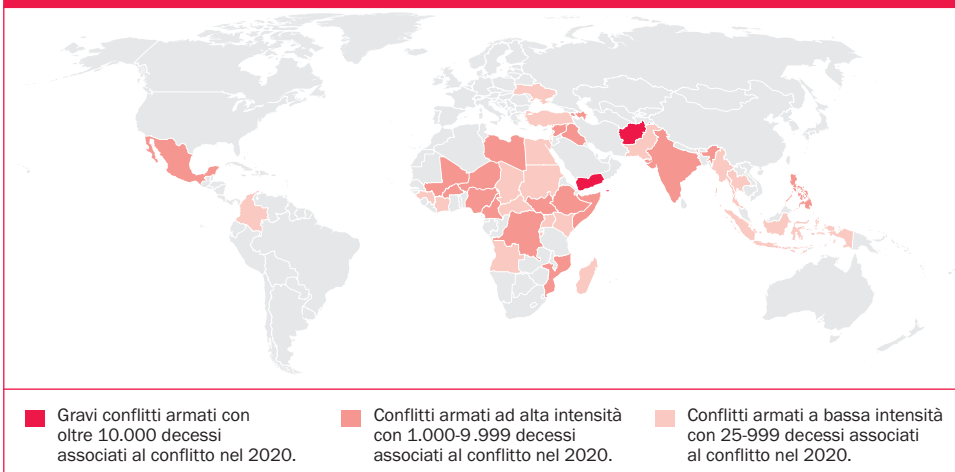 Gravi conflitti armati con
oltre 10.000 decessi
associati al conflitto nel 2020.
Conflitti armati ad alta intensità
con 1.000-9.999 decessi
associati al conflitto nel 2020.
Conflitti armati a bassa intensità
con 25-999 decessi associati
al conflitto nel 2020.